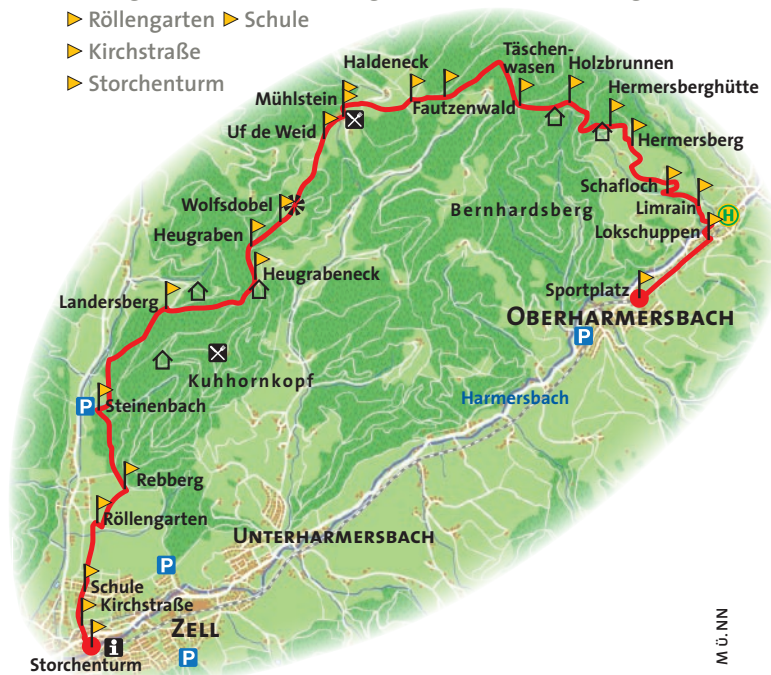 Röllengarten Schule
Kirchstraße
Storchenturm
Haldeneck
Täschen-
wasen
Holzbrunnen
Hermersberghütte
Mühlstein
Fautzenwald
Uf de Weid
Hermersberg
Schafloch
Wolfsdobel
Bernhardsberg
Limrain
H
Heugraben
Lokschuppen
Heugrabeneck
Landersberg
Sportplatz
OBERHARMERSBACH
P
Kuhhornkopf
Harmersbach
P
Steinenbach
Rebberg
Röllengarten
UNTERHARMERSBACH
P
Schule
Kirchstraße
ZELL
i
P
Storchenturm
M ü. NN